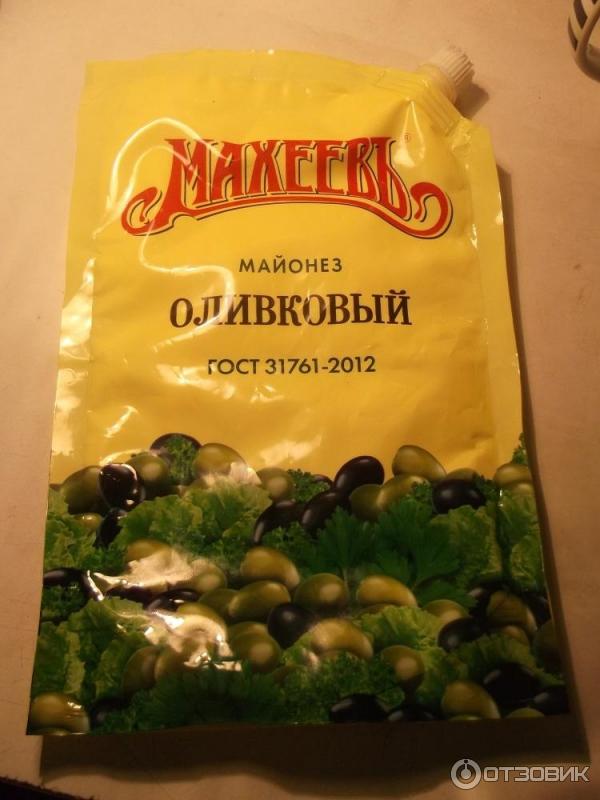 МАХЕЕВЪ®
МАЙОНЕЗ
ОЛИВКОВЫЙ
ГОСТ 31761-2012
ОТЗОВИК